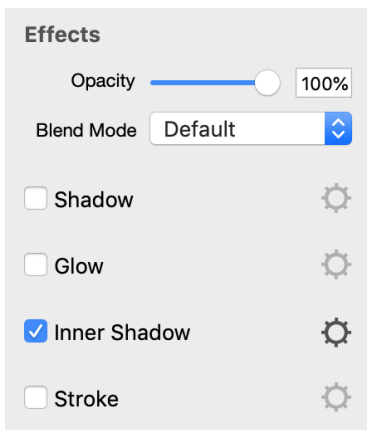 Effects
Opacity 100%
Blend Mode Default
Shadow
Glow
Inner Shadow
Stroke